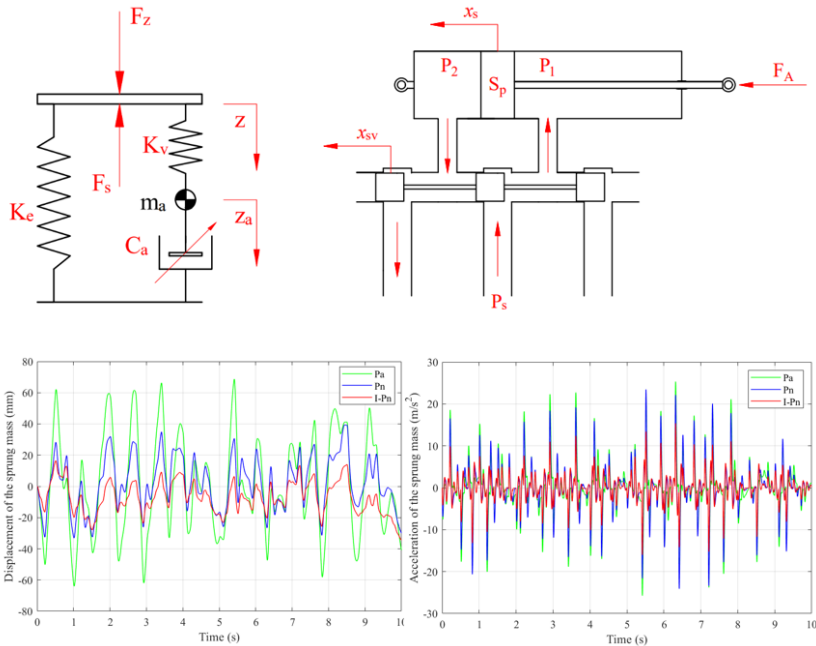 F_z
K_v
z
F_s
m_a
K_e
z_a
C_a
x_s
P_2
S_p
P_1
F_A
x_sv
P_s
Displacement of the sprung mass (mm)
80
60
40
20
0
-20
-40
-60
-80
0 1 2 3 4 5 6 7 8 9 10
Time (s)
Pa
Pn
I-Pn
Acceleration of the sprung mass (m/s²)
30
20
10
0
-10
-20
-30
0 1 2 3 4 5 6 7 8 9 10
Time (s)
Pa
Pn
I-Pn